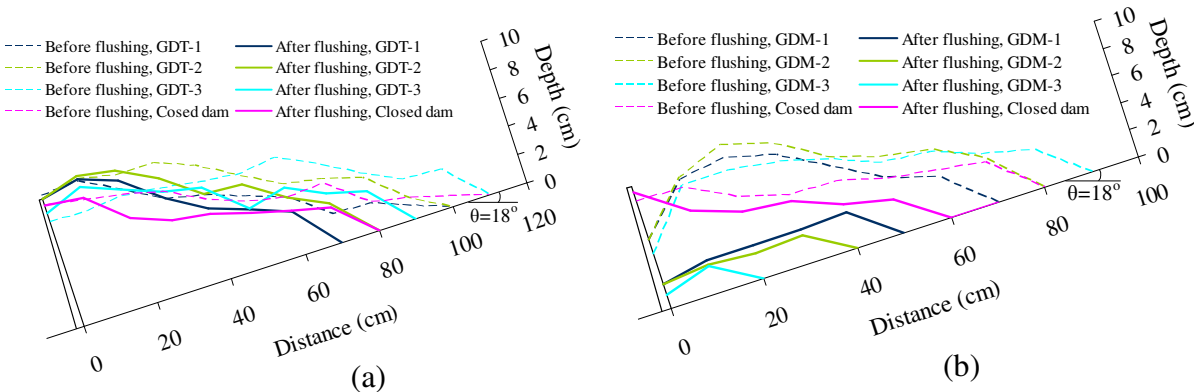 Before flushing, GDT-1
After flushing, GDT-1
Before flushing, GDT-2
After flushing, GDT-2
Before flushing, GDT-3
After flushing, GDT-3
Before flushing, Cosed dam
After flushing, Closed dam
10
8
6
4
2
0
Depth (cm)
θ=18°
0
20
40
60
80
100
120
Distance (cm)
(a)
Before flushing, GDM-1
After flushing, GDM-1
Before flushing, GDM-2
After flushing, GDM-2
Before flushing, GDM-3
After flushing, GDM-3
Before flushing, Cosed dam
After flushing, Closed dam
10
8
6
4
2
0
Depth (cm)
θ=18°
0
20
40
60
80
100
Distance (cm)
(b)